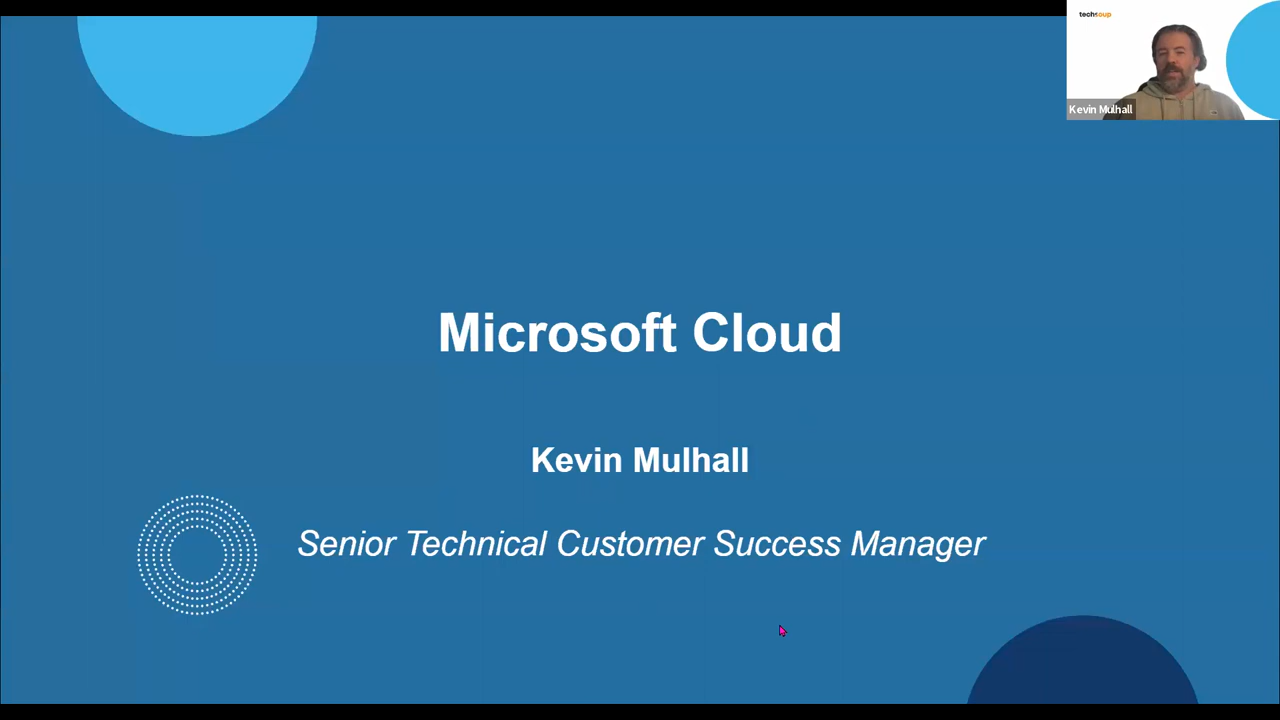 techsoup
Kevin Mulhall
Microsoft Cloud
Kevin Mulhall
Senior Technical Customer Success Manager